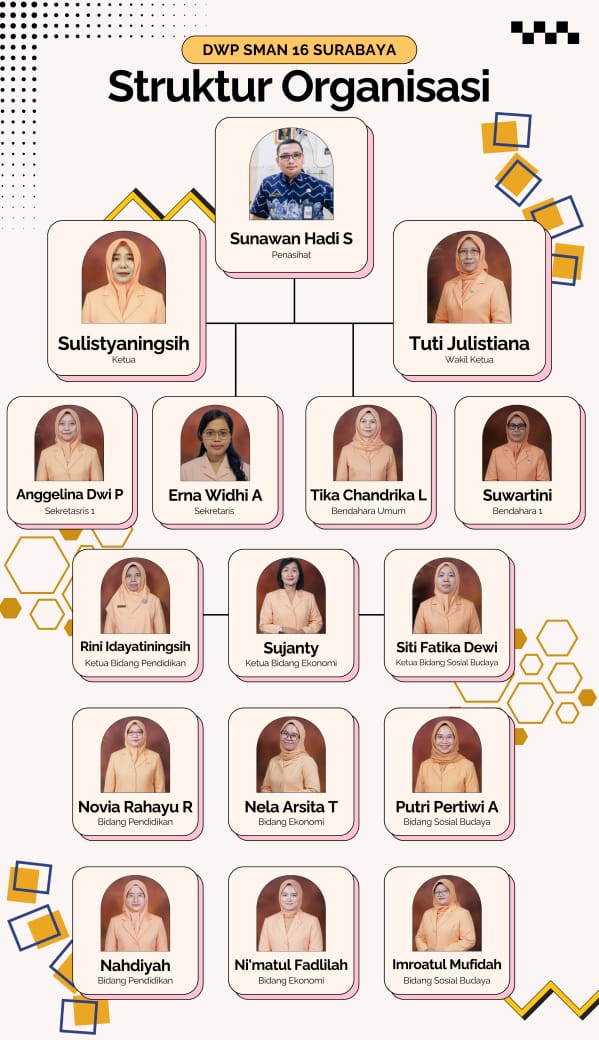 DWP SMAN 16 SURABAYA
Struktur Organisasi
Sunawan Hadi S
Penasihat
Sulistyaningsih
Ketua
Tuti Julistiana
Wakil Ketua
Anggelina Dwi P
Sekretasris 1
Erna Widhi A
Sekretaris
Tika Chandrika L
Bendahara Umum
Suwartini
Bendahara 1
Rini Idayatiningsih
Ketua Bidang Pendidikan
Sujanty
Ketua Bidang Ekonomi
Siti Fatika Dewi
Ketua Bidang Sosial Budaya
Novia Rahayu R
Bidang Pendidikan
Nela Arsita T
Bidang Ekonomi
Putri Pertiwi A
Bidang Sosial Budaya
Nahdiyah
Bidang Pendidikan
Ni'matul Fadlilah
Bidang Ekonomi
Imroatul Mufidah
Bidang Sosial Budaya